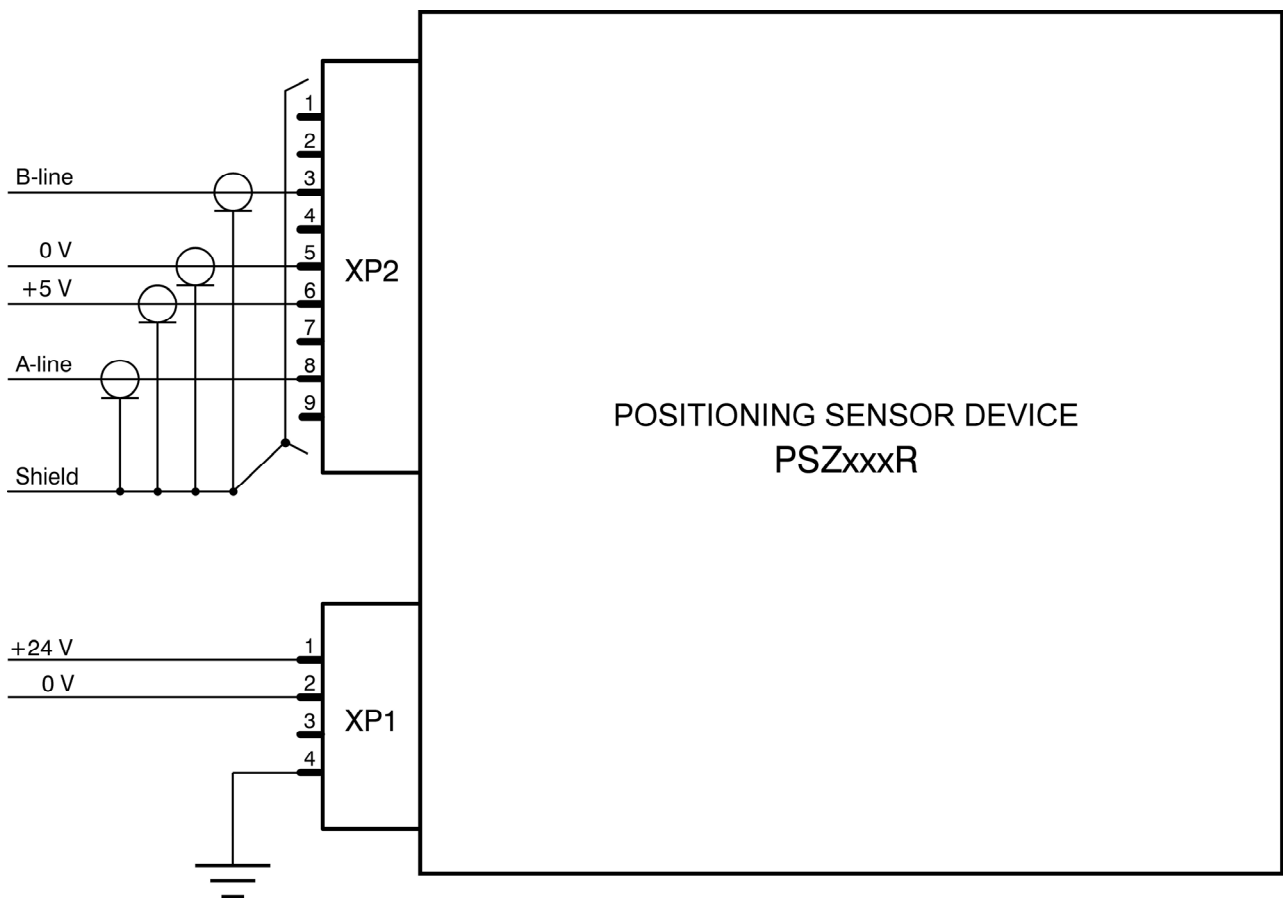 1
2
B-line
3
4
0 V
5
XP2
+5 V
6
7
A-line
8
9
POSITIONING SENSOR DEVICE
PSZxxxR
Shield
+24 V
1
0 V
2
3
XP1
4